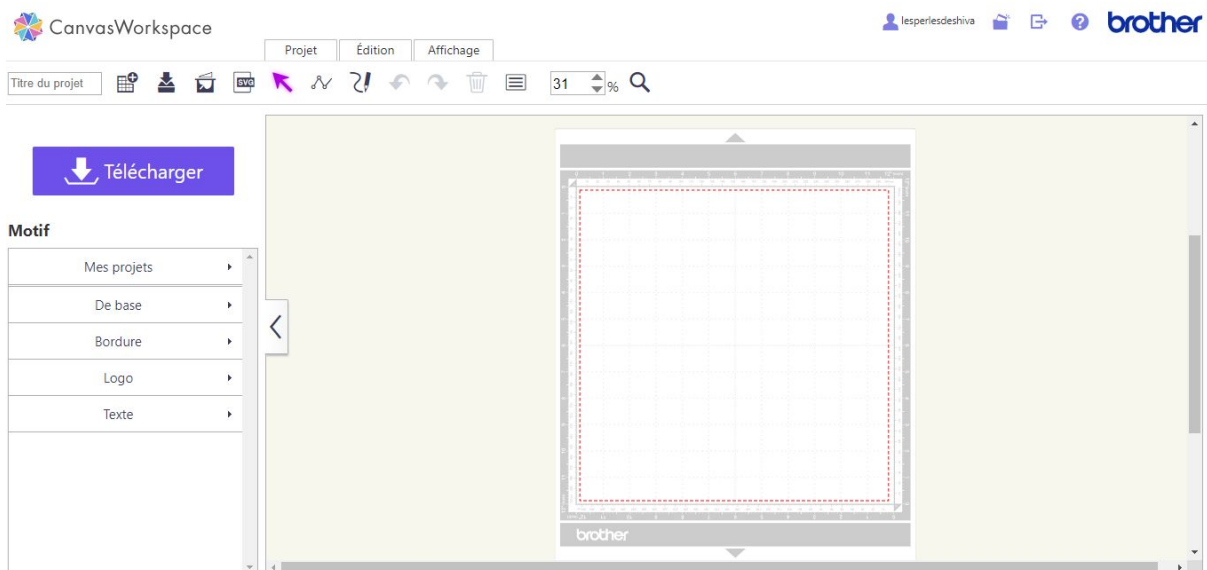 CanvasWorkspace
lesperlesdeshiva
brother
Projet
Édition
Affichage
Titre du projet
SVG
31 %
Télécharger
Motif
Mes projets
De base
Bordure
Logo
Texte
brother